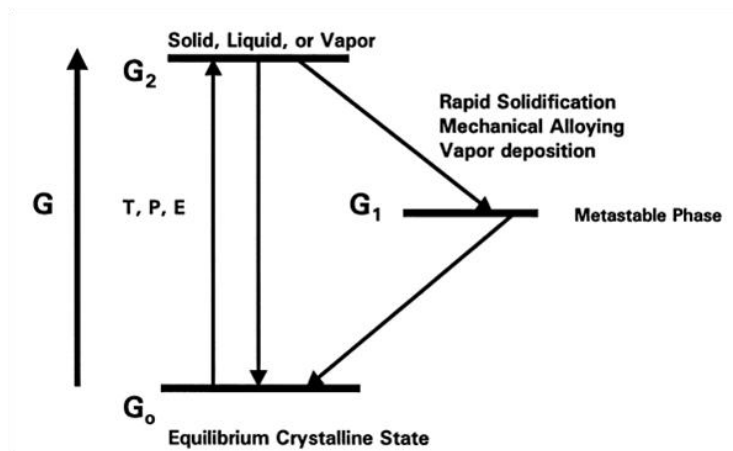 Solid, Liquid, or Vapor
G₂
Rapid Solidification
Mechanical Alloying
Vapor deposition
G
T, P, E
G₁
Metastable Phase
Gₒ
Equilibrium Crystalline State